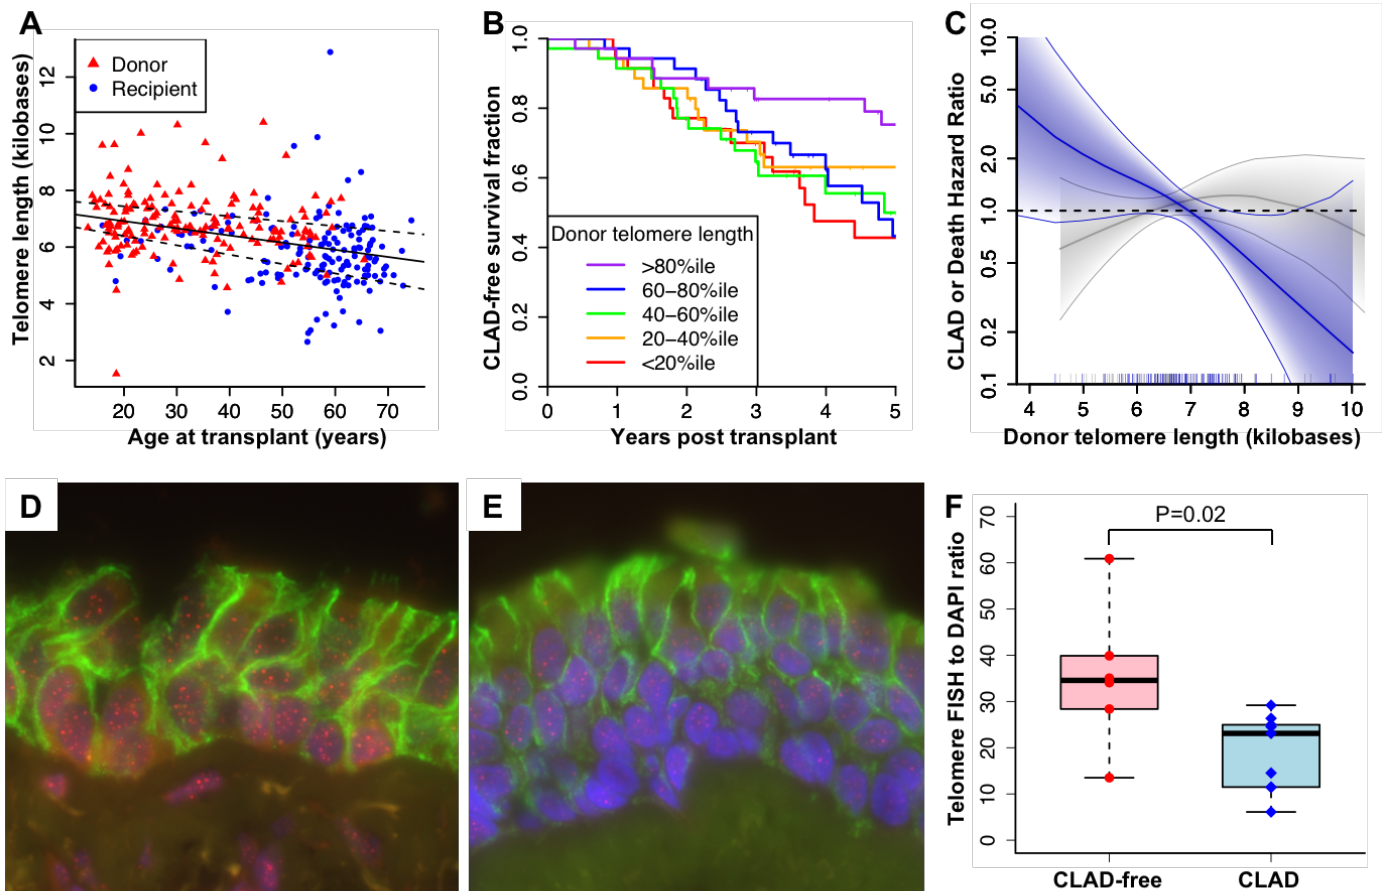 A
Telomere length (kilobases)
12
10
8
6
4
2
Donor
Recipient
20 30 40 50 60 70
Age at transplant (years)
B
CLAD-free survival fraction
1.0
0.8
0.6
0.4
0.2
0.0
Donor telomere length
>80%ile
60–80%ile
40–60%ile
20–40%ile
<20%ile
0 1 2 3 4 5
Years post transplant
C
CLAD or Death Hazard Ratio
10.0
5.0
2.0
1.0
0.5
0.2
0.1
4 5 6 7 8 9 10
Donor telomere length (kilobases)
D
E
F
Telomere FISH to DAPI ratio
70
60
50
40
30
20
10
0
P=0.02
CLAD-free CLAD